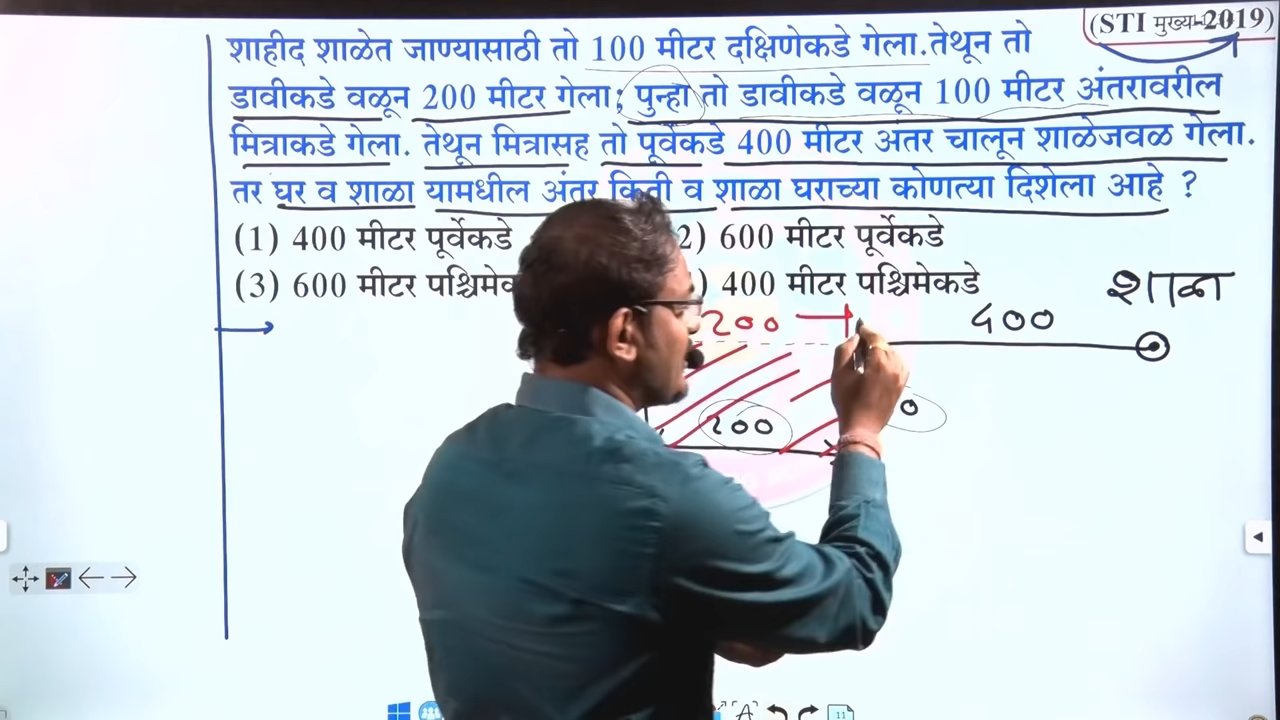 (STI मुख्य-2019)
शाहीद शाळेत जाण्यासाठी तो 100 मीटर दक्षिणेकडे गेला.तेथून तो
डावीकडे वळून 200 मीटर गेला; पुन्हा तो डावीकडे वळून 100 मीटर अंतरावरील
मित्राकडे गेला. तेथून मित्रासह तो पूर्वेकडे 400 मीटर अंतर चालून शाळेजवळ गेला.
तर घर व शाळा यामधील अंतर किती व शाळा घराच्या कोणत्या दिशेला आहे ?
(1) 400 मीटर पूर्वेकडे 2) 600 मीटर पूर्वेकडे
(3) 600 मीटर ) 400 मीटर पश्चिमेकडे
शाळा
200 400
200
11